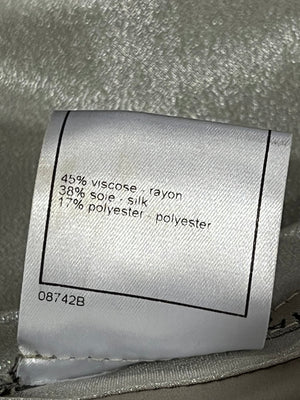 45% viscose - rayon
38% soie - silk
17% polyester - polyester
08742B